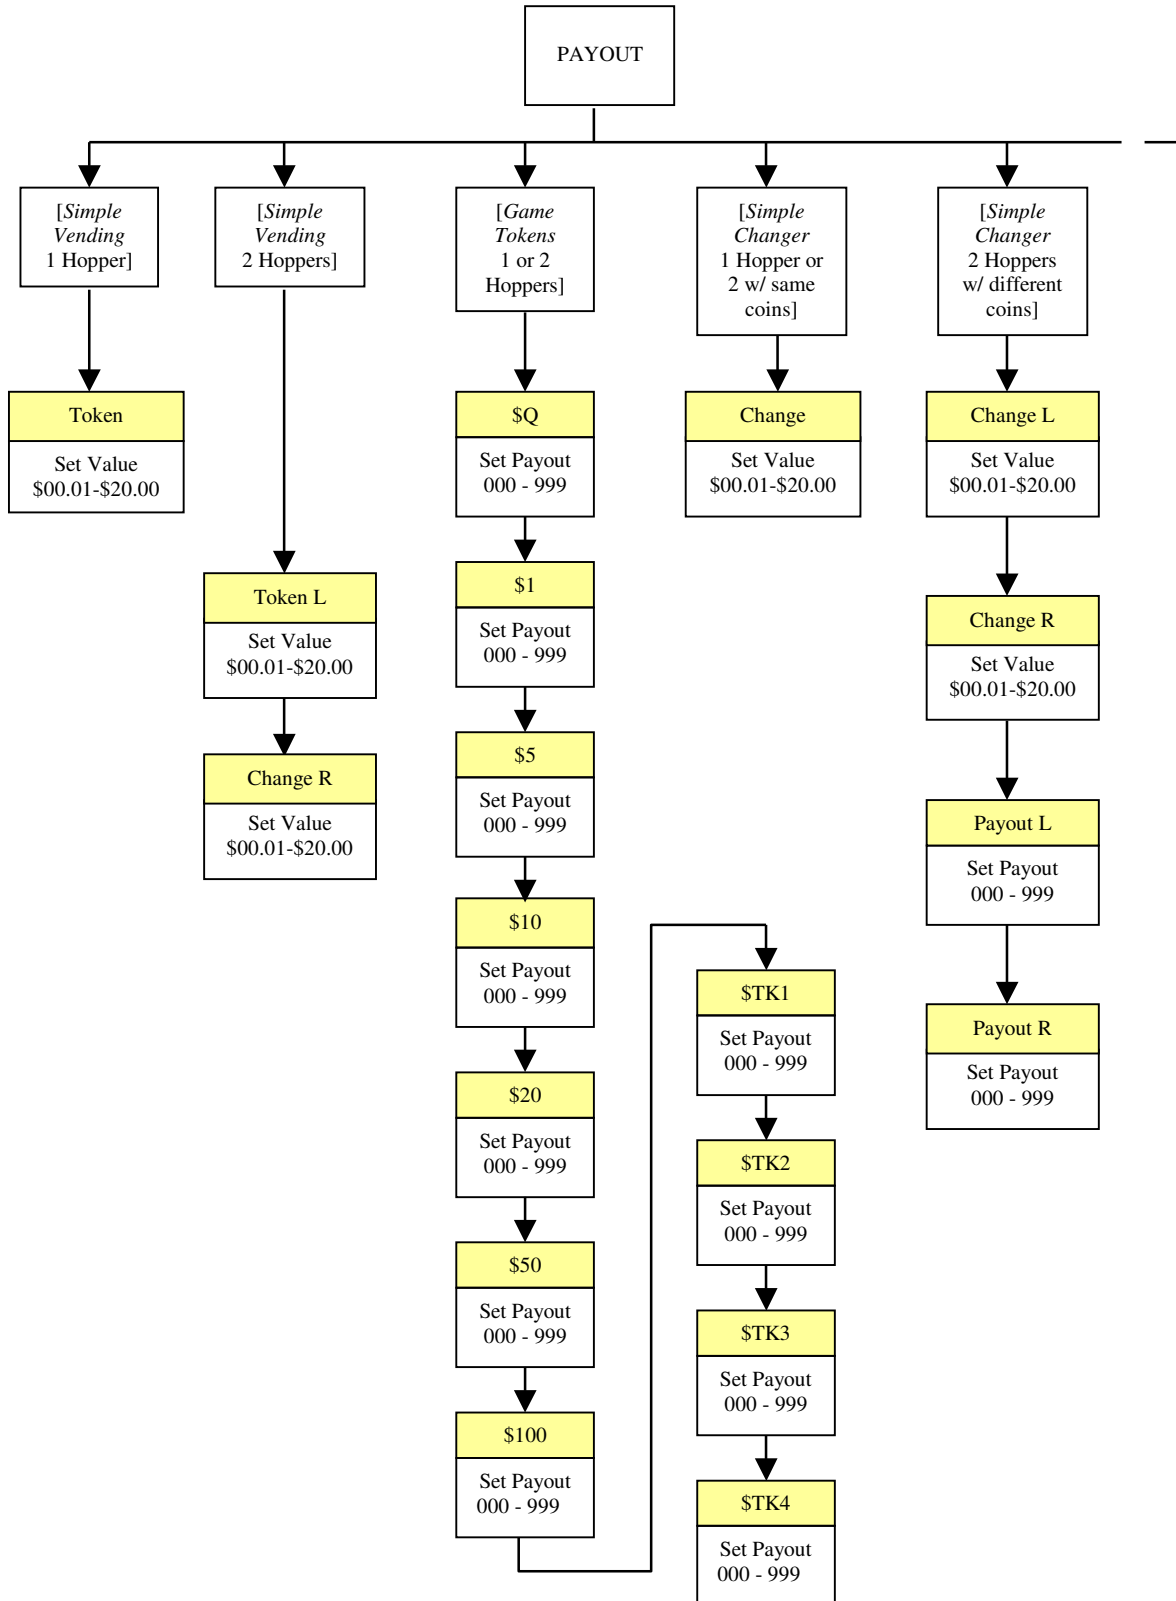 PAYOUT
[Simple
Vending
1 Hopper]
[Simple
Vending
2 Hoppers]
[Game
Tokens
1 or 2
Hoppers]
[Simple
Changer
1 Hopper or
2 w/ same
coins]
[Simple
Changer
2 Hoppers
w/ different
coins]
Token
Set Value
$00.01-$20.00
Token L
Set Value
$00.01-$20.00
Change R
Set Value
$00.01-$20.00
$Q
Set Payout
000 - 999
$1
Set Payout
000 - 999
$5
Set Payout
000 - 999
$10
Set Payout
000 - 999
$20
Set Payout
000 - 999
$50
Set Payout
000 - 999
$100
Set Payout
000 - 999
$TK1
Set Payout
000 - 999
$TK2
Set Payout
000 - 999
$TK3
Set Payout
000 - 999
$TK4
Set Payout
000 - 999
Change
Set Value
$00.01-$20.00
Change L
Set Value
$00.01-$20.00
Change R
Set Value
$00.01-$20.00
Payout L
Set Payout
000 - 999
Payout R
Set Payout
000 - 999